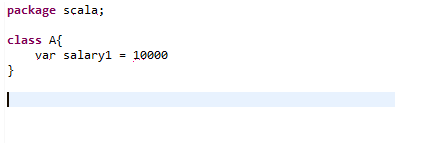 package scala;
class A{
    var salary1 = 10000
}